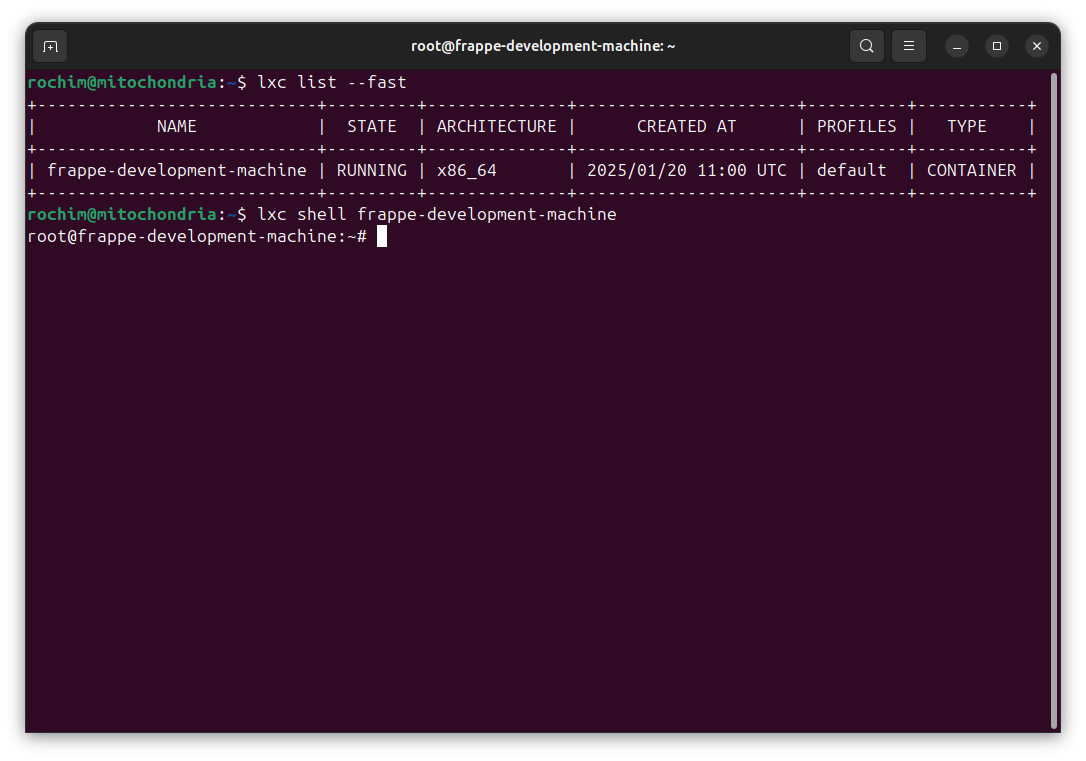 root@frappe-development-machine: ~
rochim@mitochondria:~$ lxc list --fast
+----------------------------+---------+--------------+----------------------+----------+-----------+
|            NAME            |  STATE  | ARCHITECTURE |      CREATED AT      | PROFILES |   TYPE    |
+----------------------------+---------+--------------+----------------------+----------+-----------+
| frappe-development-machine | RUNNING | x86_64       | 2025/01/20 11:00 UTC | default  | CONTAINER |
+----------------------------+---------+--------------+----------------------+----------+-----------+
rochim@mitochondria:~$ lxc shell frappe-development-machine
root@frappe-development-machine:~#